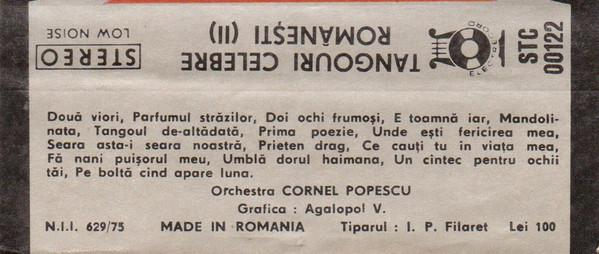 STEREO
LOW NOISE
TANGOURI CELEBRE
ROMÂNEȘTI (II)
ELECTRECORD
STC
00122
Două viori, Parfumul străzilor, Doi ochi frumoși, E toamnă iar, Mandoli-
nata, Tangoul de-altădată, Prima poezie, Unde ești fericirea mea,
Seara asta-i seara noastră, Prieten drag, Ce cauți tu in viața mea,
Fă nani puișorul meu, Umblă dorul haimana, Un cintec pentru ochii
tăi, Pe boltă cind apare luna.
Orchestra CORNEL POPESCU
Grafica : Agalopol V.
N.I.I. 629/75 MADE IN ROMANIA Tiparul : I. P. Filaret Lei 100